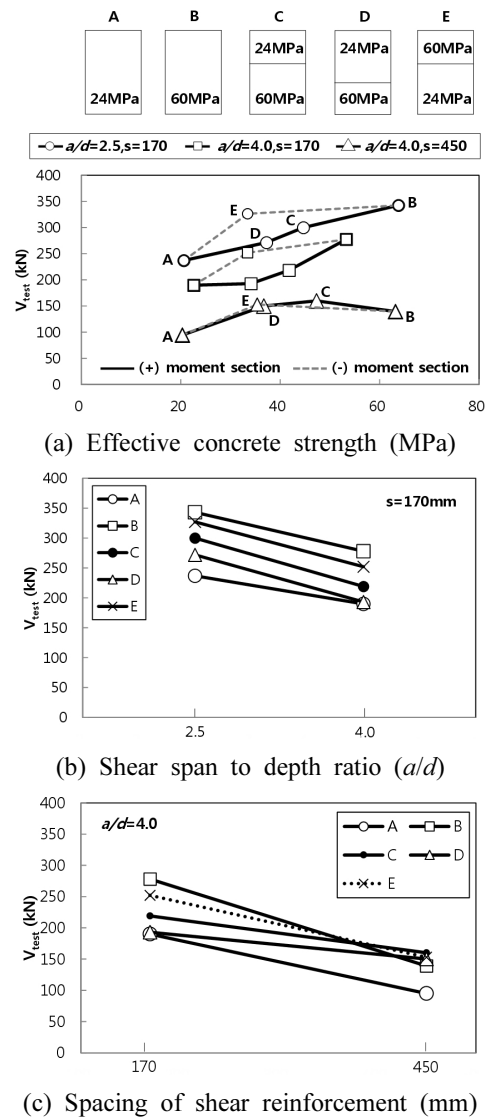 A B C D E
24MPa 60MPa 24MPa 60MPa 24MPa 60MPa 60MPa 24MPa
a/d=2.5,s=170 a/d=4.0,s=170 a/d=4.0,s=450
400
350
300
250
200
150
100
50
0
V_test (kN)
A
E
D
C
B
A
E
D
C
B
(+) moment section (-) moment section
0 20 40 60 80
(a) Effective concrete strength (MPa)
400
350
300
250
200
150
100
50
0
V_test (kN)
A
B
C
D
E
s=170mm
2.5 4.0
(b) Shear span to depth ratio (a/d)
400
350
300
250
200
150
100
50
0
V_test (kN)
a/d=4.0
A B
C D
E
170 450
(c) Spacing of shear reinforcement (mm)